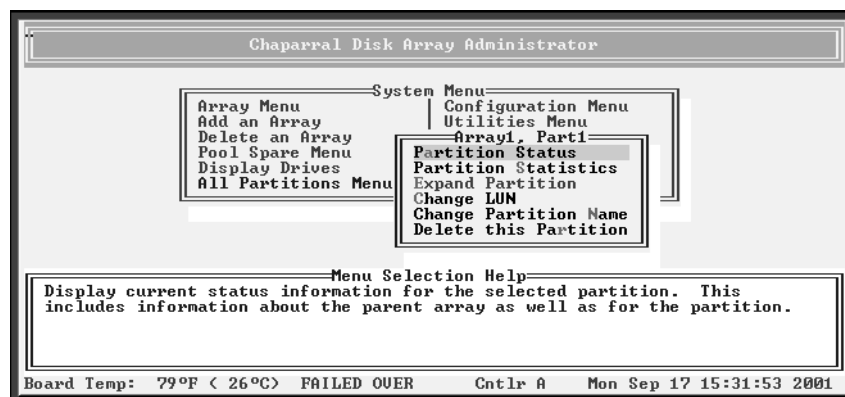 Chaparral Disk Array Administrator
System Menu
Array Menu | Configuration Menu
Add an Array | Utilities Menu
Delete an Array
Pool Spare Menu
Display Drives
All Partitions Menu
Array1, Part1
Partition Status
Partition Statistics
Expand Partition
Change LUN
Change Partition Name
Delete this Partition
Menu Selection Help
Display current status information for the selected partition. This
includes information about the parent array as well as for the partition.
Board Temp: 79°F ( 26°C) FAILED OVER Cntlr A Mon Sep 17 15:31:53 2001